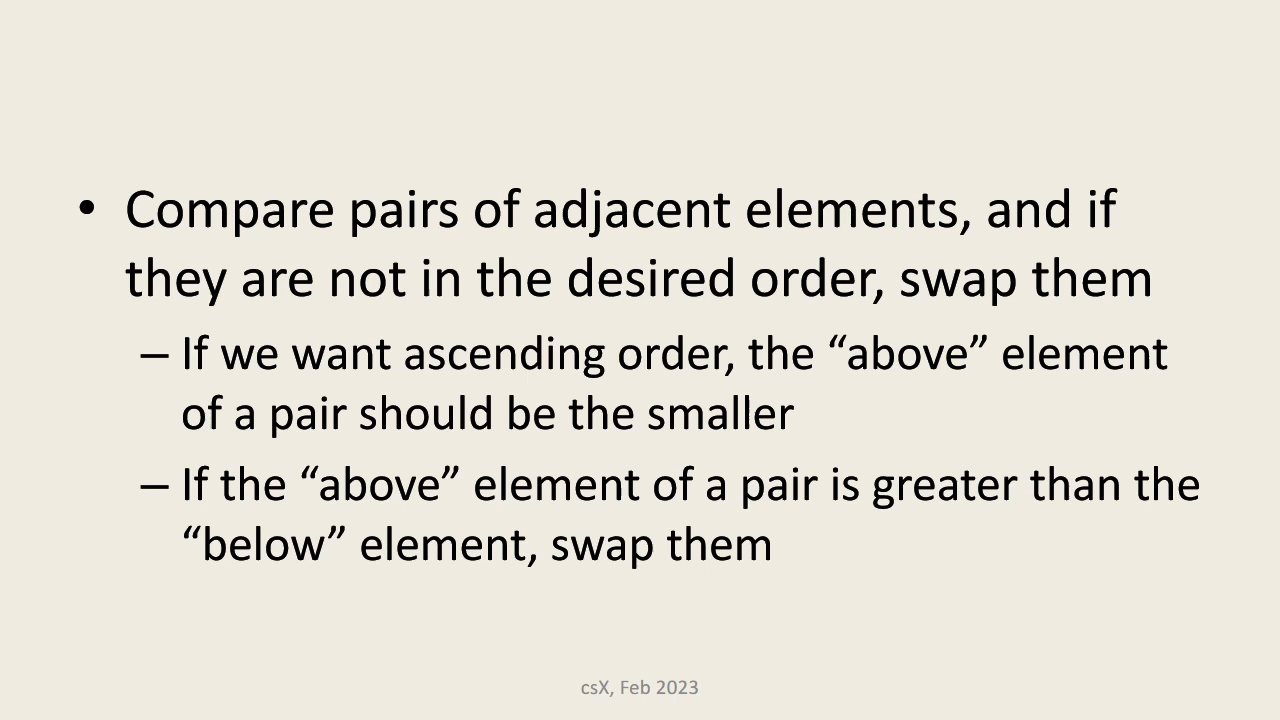 • Compare pairs of adjacent elements, and if
they are not in the desired order, swap them
– If we want ascending order, the “above” element
of a pair should be the smaller
– If the “above” element of a pair is greater than the
“below” element, swap them
csX, Feb 2023